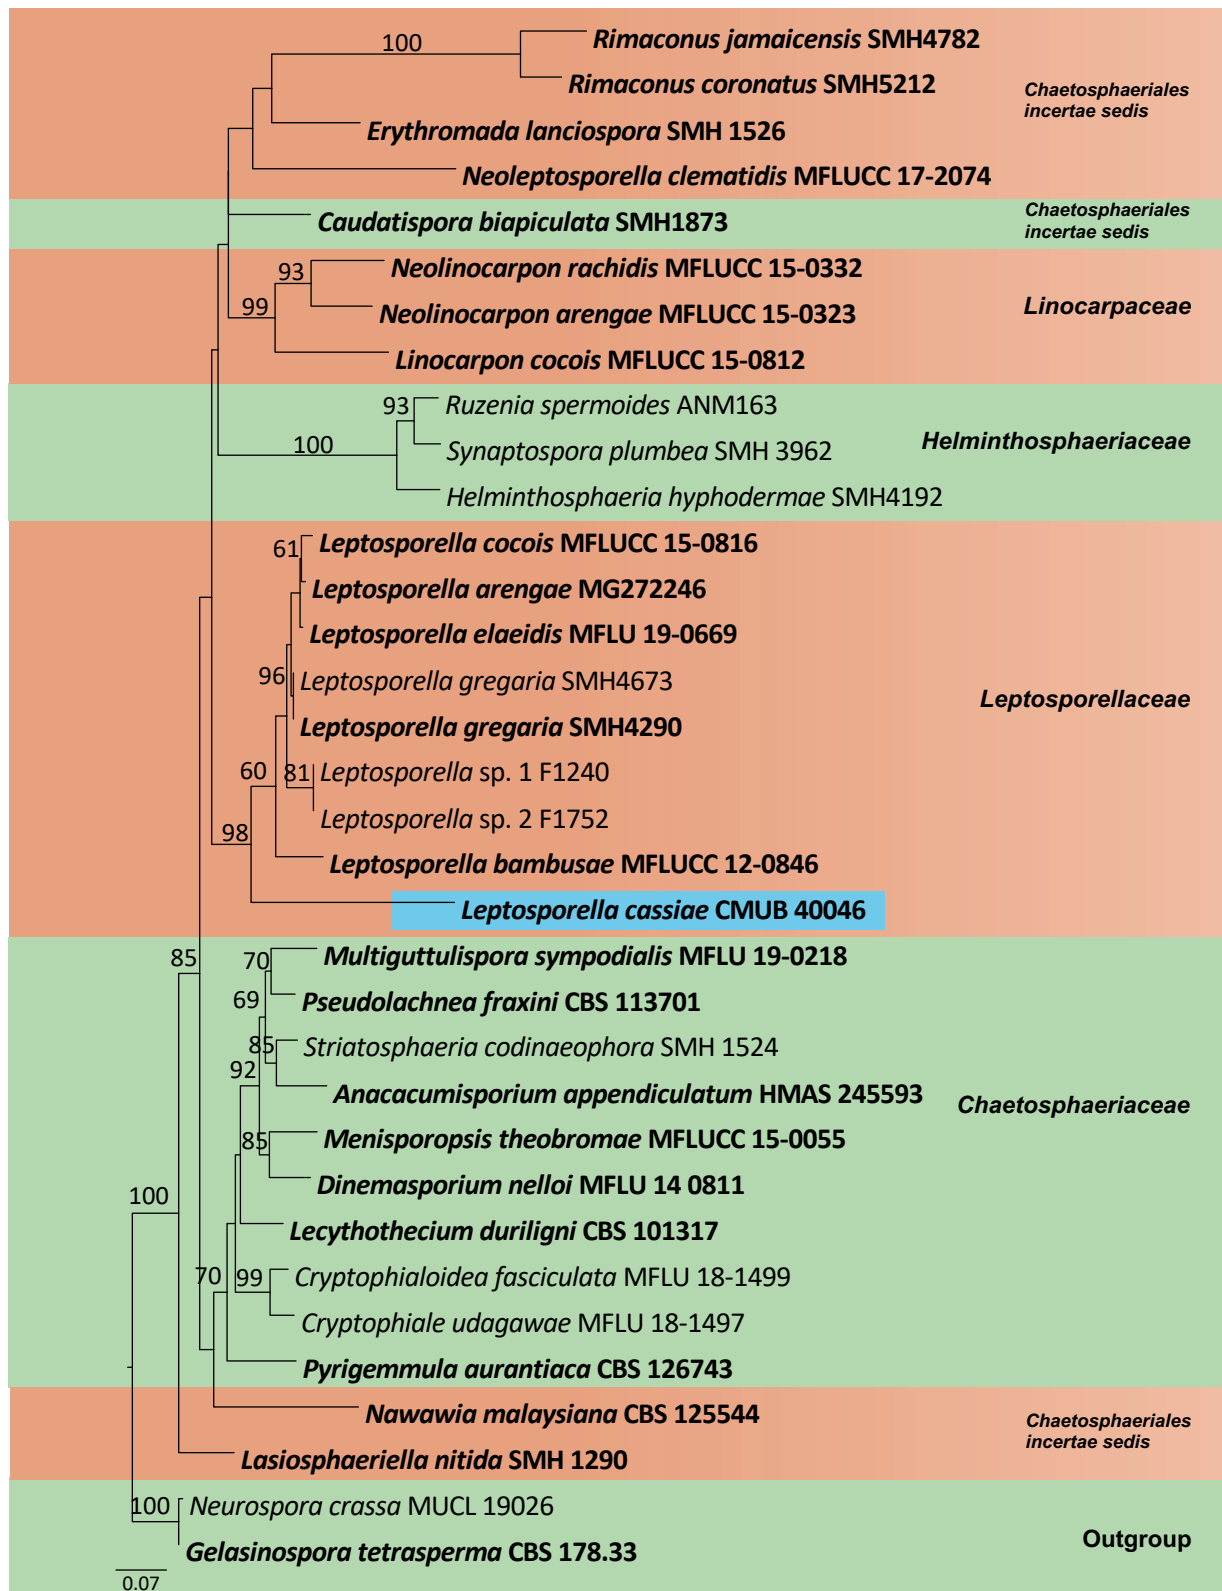 100
Rimaconus jamaicensis SMH4782
Rimaconus coronatus SMH5212
Chaetosphaeriales
incertae sedis
Erythromada lanciospora SMH 1526
Neoleptosporella clematidis MFLUCC 17-2074
Caudatispora biapiculata SMH1873
Chaetosphaeriales
incertae sedis
93
Neolinocarpon rachidis MFLUCC 15-0332
99
Neolinocarpon arengae MFLUCC 15-0323
Linocarpaceae
Linocarpon cocois MFLUCC 15-0812
93
Ruzenia spermoides ANM163
100
Synaptospora plumbea SMH 3962
Helminthosphaeriaceae
Helminthosphaeria hyphodermae SMH4192
61
Leptosporella cocois MFLUCC 15-0816
Leptosporella arengae MG272246
Leptosporella elaeidis MFLU 19-0669
96
Leptosporella gregaria SMH4673
Leptosporellaceae
Leptosporella gregaria SMH4290
60
81
Leptosporella sp. 1 F1240
Leptosporella sp. 2 F1752
98
Leptosporella bambusae MFLUCC 12-0846
Leptosporella cassiae CMUB 40046
85
70
Multiguttulispora sympodialis MFLU 19-0218
69
Pseudolachnea fraxini CBS 113701
85
Striatosphaeria codinaeophora SMH 1524
92
Anacacumisporium appendiculatum HMAS 245593
Chaetosphaeriaceae
85
Menisporopsis theobromae MFLUCC 15-0055
Dinemasporium nelloi MFLU 14 0811
100
Lecythothecium duriligni CBS 101317
70
99
Cryptophialoidea fasciculata MFLU 18-1499
Cryptophiale udagawae MFLU 18-1497
Pyrigemmula aurantiaca CBS 126743
Nawawia malaysiana CBS 125544
Chaetosphaeriales
incertae sedis
Lasiosphaeriella nitida SMH 1290
100
Neurospora crassa MUCL 19026
Gelasinospora tetrasperma CBS 178.33
Outgroup
0.07